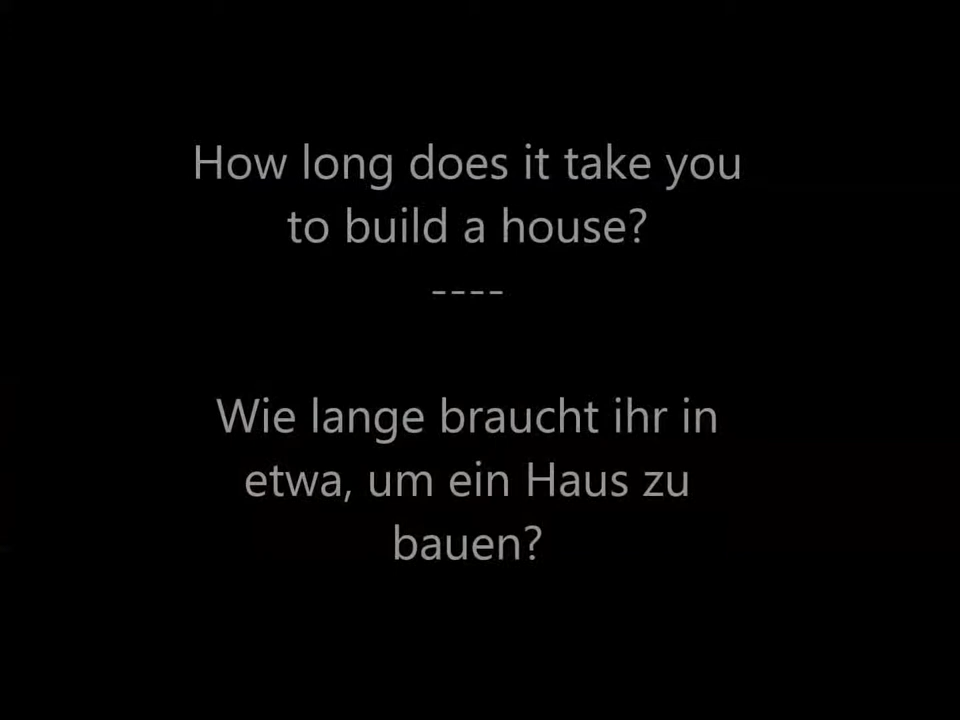 How long does it take you
to build a house?
----
Wie lange braucht ihr in
etwa, um ein Haus zu
bauen?